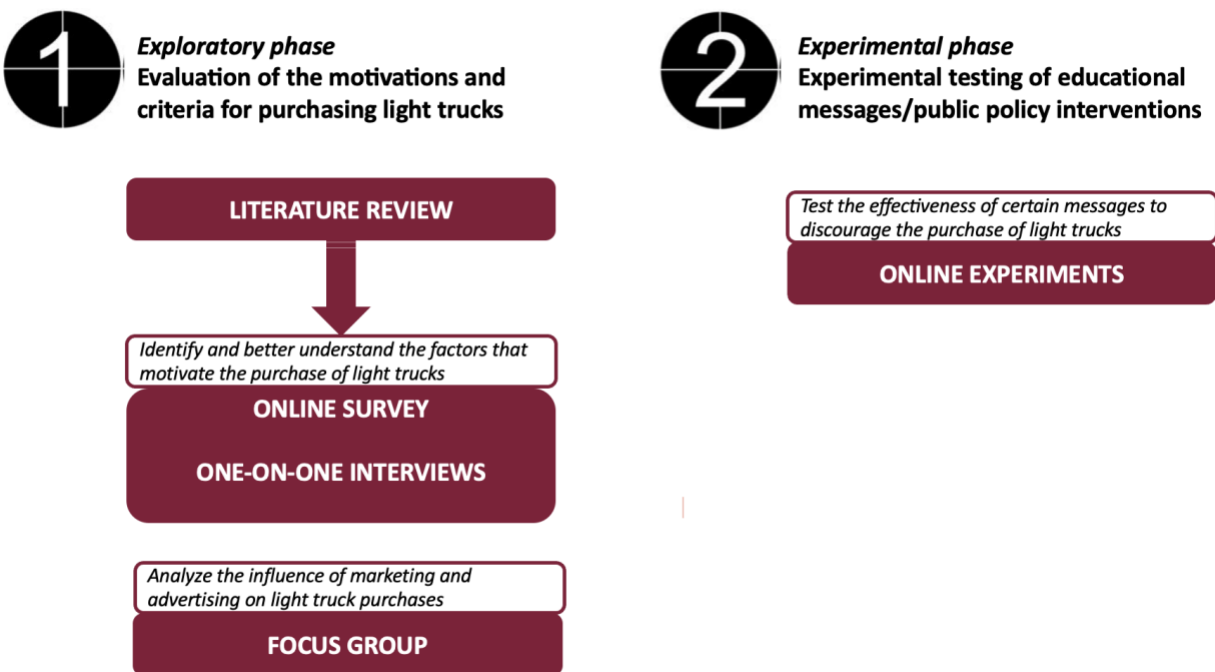 1
Exploratory phase
Evaluation of the motivations and
criteria for purchasing light trucks
LITERATURE REVIEW
Identify and better understand the factors that
motivate the purchase of light trucks
ONLINE SURVEY
ONE-ON-ONE INTERVIEWS
Analyze the influence of marketing and
advertising on light truck purchases
FOCUS GROUP
2
Experimental phase
Experimental testing of educational
messages/public policy interventions
Test the effectiveness of certain messages to
discourage the purchase of light trucks
ONLINE EXPERIMENTS